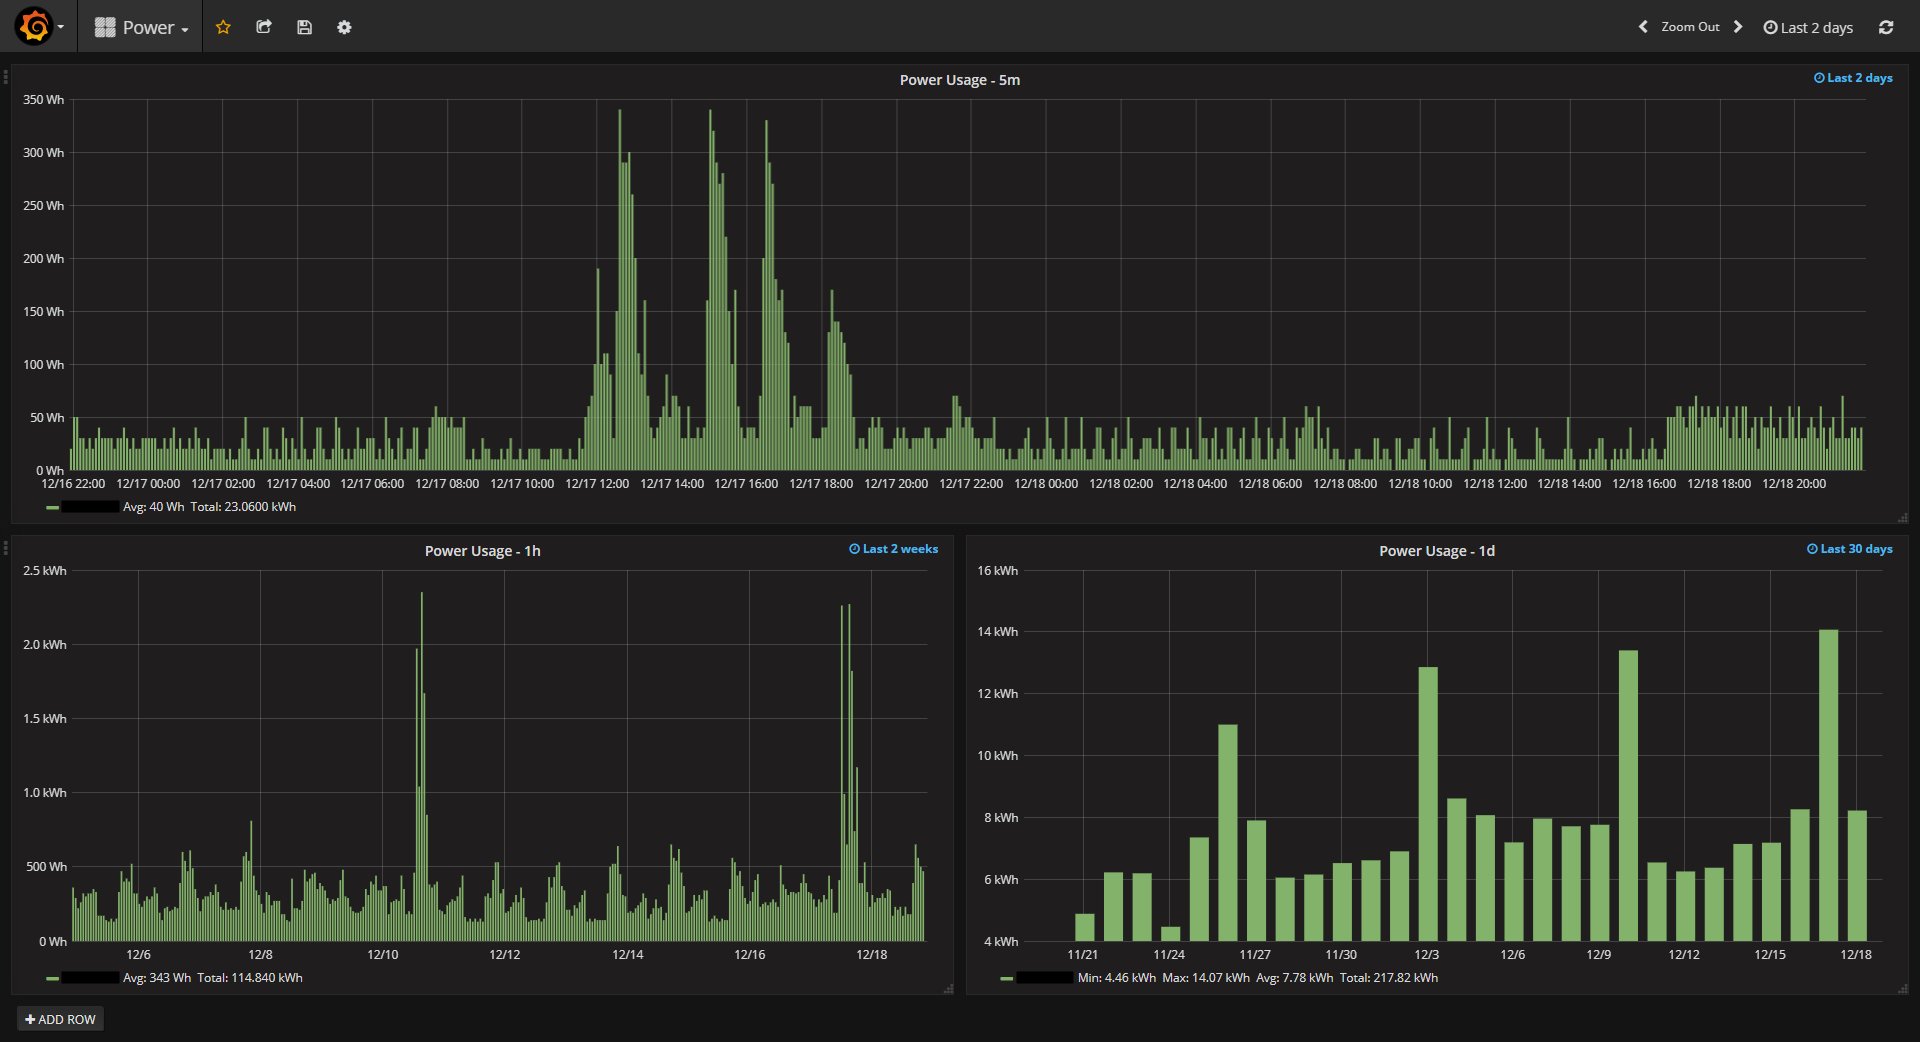 Power
Zoom Out
Last 2 days
Power Usage - 5m
Last 2 days
350 Wh
300 Wh
250 Wh
200 Wh
150 Wh
100 Wh
50 Wh
0 Wh
12/16 22:00 12/17 00:00 12/17 02:00 12/17 04:00 12/17 06:00 12/17 08:00 12/17 10:00 12/17 12:00 12/17 14:00 12/17 16:00 12/17 18:00 12/17 20:00 12/17 22:00 12/18 00:00 12/18 02:00 12/18 04:00 12/18 06:00 12/18 08:00 12/18 10:00 12/18 12:00 12/18 14:00 12/18 16:00 12/18 18:00 12/18 20:00
Avg: 40 Wh Total: 23.0600 kWh
Power Usage - 1h
Last 2 weeks
2.5 kWh
2.0 kWh
1.5 kWh
1.0 kWh
500 Wh
0 Wh
12/6 12/8 12/10 12/12 12/14 12/16 12/18
Avg: 343 Wh Total: 114.840 kWh
Power Usage - 1d
Last 30 days
16 kWh
14 kWh
12 kWh
10 kWh
8 kWh
6 kWh
4 kWh
11/21 11/24 11/27 11/30 12/3 12/6 12/9 12/12 12/15 12/18
Min: 4.46 kWh Max: 14.07 kWh Avg: 7.78 kWh Total: 217.82 kWh
ADD ROW